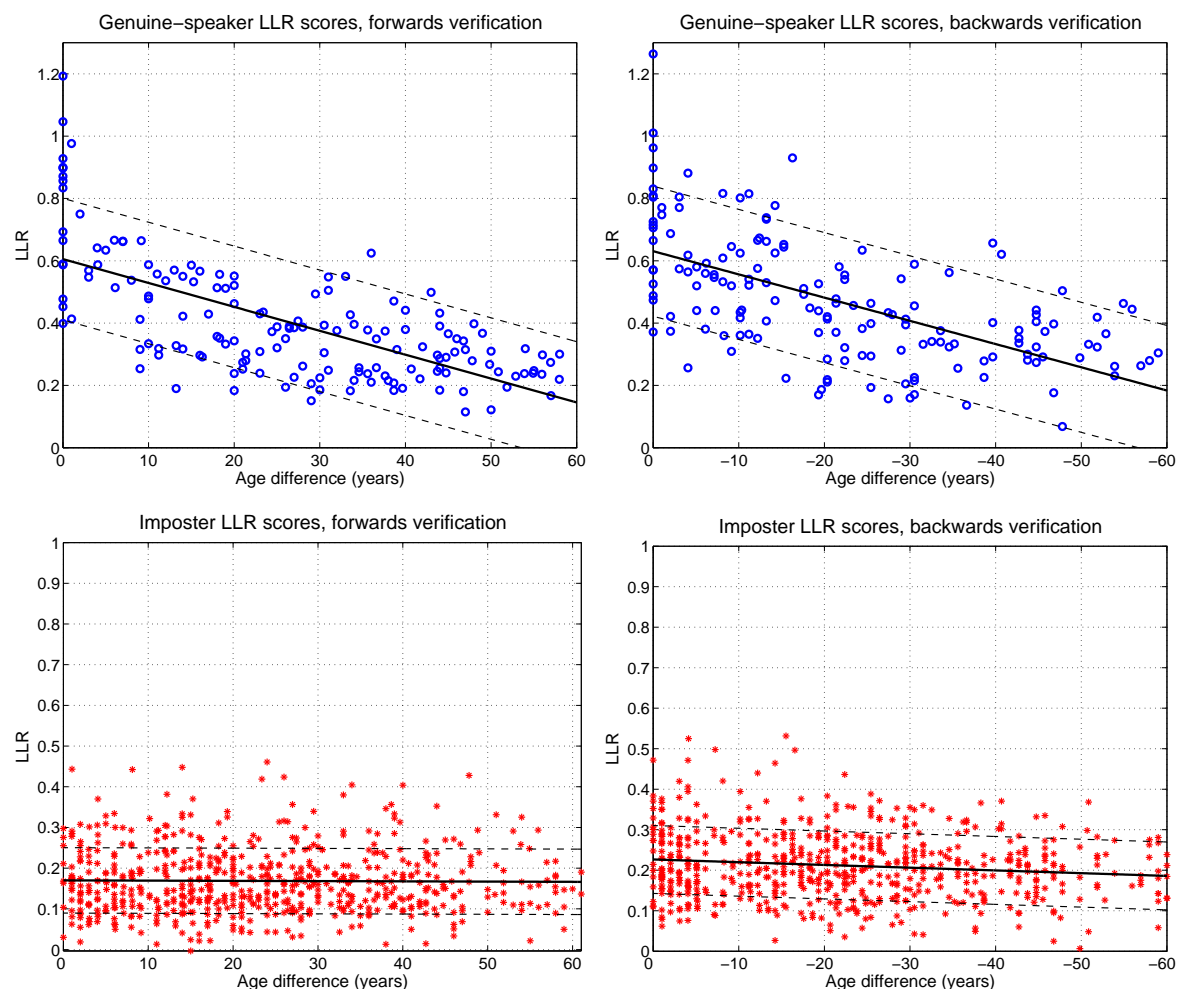 Genuine−speaker LLR scores, forwards verification
1.2
1
0.8
0.6
0.4
0.2
0
LLR
0 10 20 30 40 50 60
Age difference (years)
Genuine−speaker LLR scores, backwards verification
1.2
1
0.8
0.6
0.4
0.2
0
LLR
0 −10 −20 −30 −40 −50 −60
Age difference (years)
Imposter LLR scores, forwards verification
1
0.9
0.8
0.7
0.6
0.5
0.4
0.3
0.2
0.1
0
LLR
0 10 20 30 40 50 60
Age difference (years)
Imposter LLR scores, backwards verification
1
0.9
0.8
0.7
0.6
0.5
0.4
0.3
0.2
0.1
0
LLR
0 −10 −20 −30 −40 −50 −60
Age difference (years)